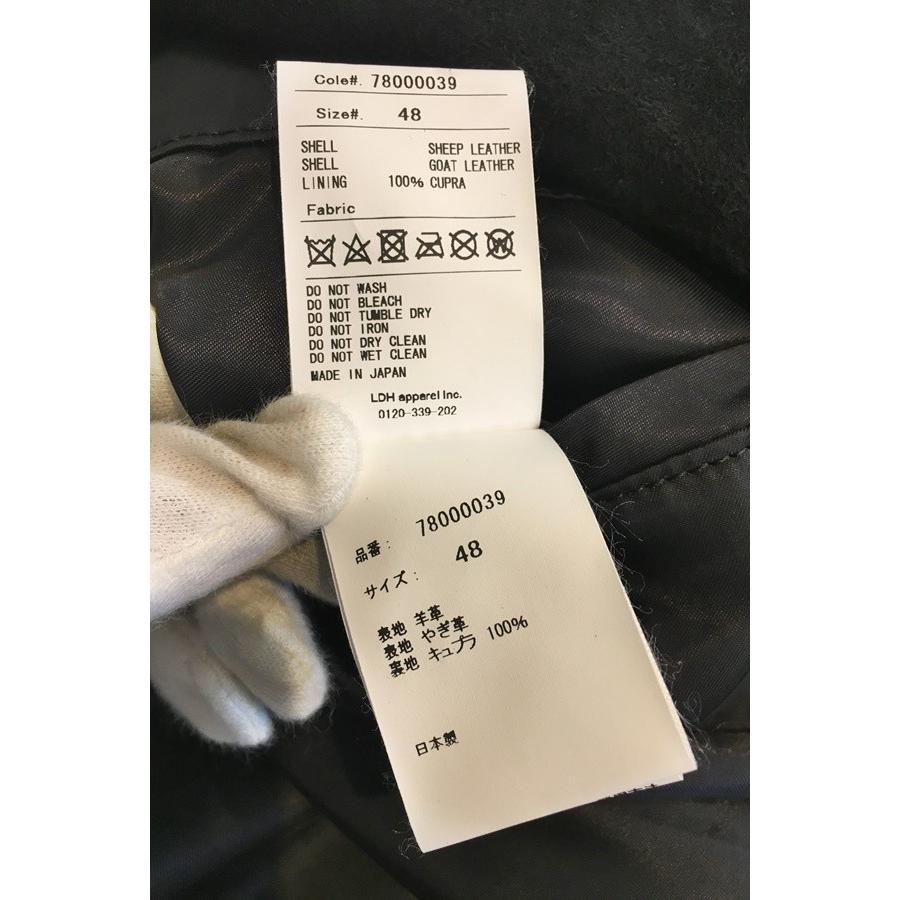 Cole#. 78000039
Size#. 48
SHELL SHEEP LEATHER
SHELL GOAT LEATHER
LINING 100% CUPRA
Fabric
DO NOT WASH
DO NOT BLEACH
DO NOT TUMBLE DRY
DO NOT IRON
DO NOT DRY CLEAN
DO NOT WET CLEAN
MADE IN JAPAN
LDH apparel Inc.
0120-339-202
品番: 78000039
サイズ: 48
表地 羊革
表地 やぎ革
裏地 キュプラ 100%
日本製